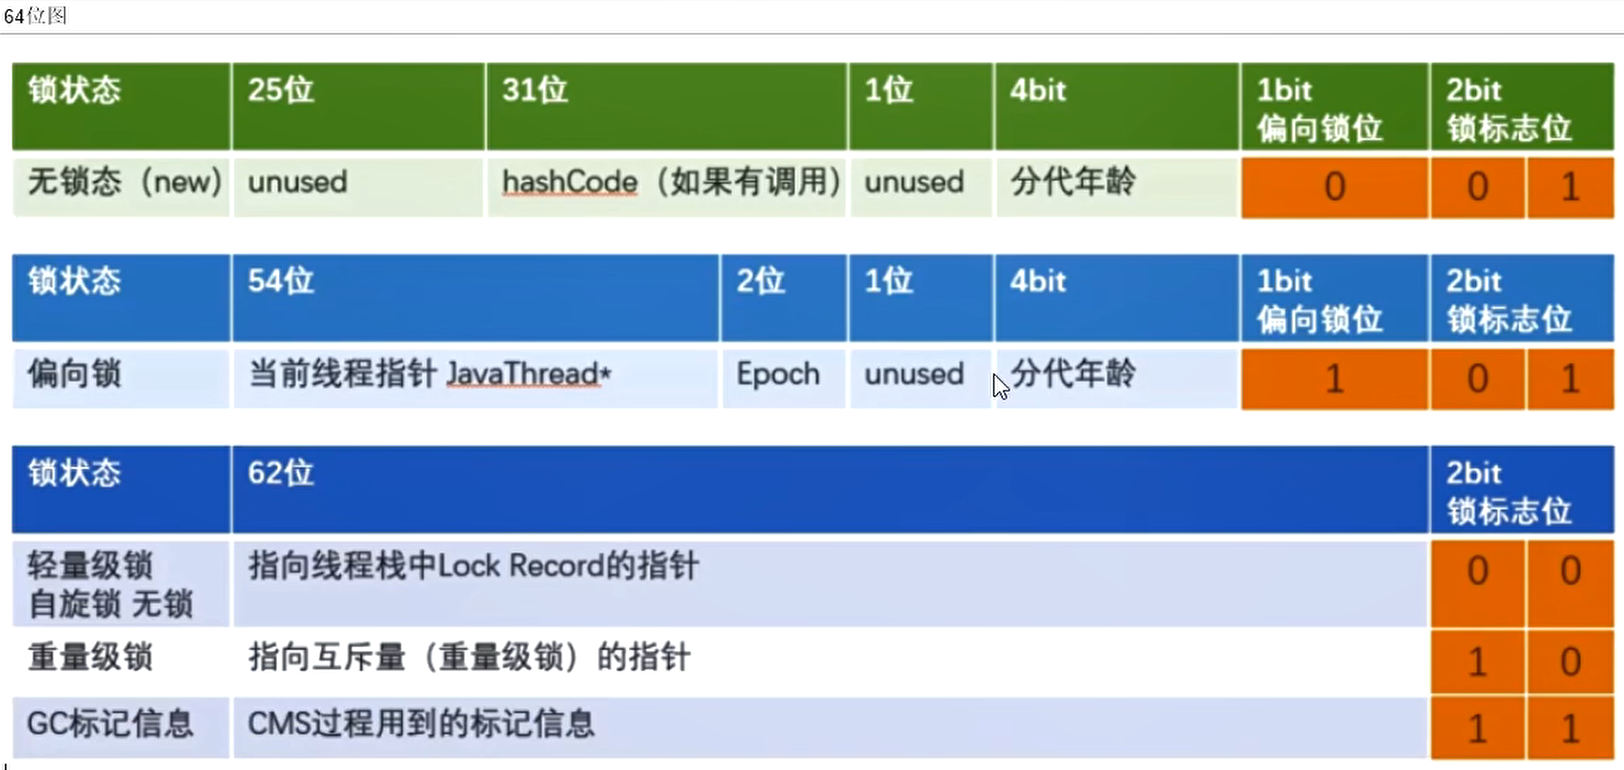 64位图
锁状态 25位 31位 1位 4bit 1bit 2bit
偏向锁位 锁标志位
无锁态（new) unused hashCode（如果有调用) unused 分代年龄 0 0 1
锁状态 54位 2位 1位 4bit 1bit 2bit
偏向锁位 锁标志位
偏向锁 当前线程指针 JavaThread* Epoch unused 分代年龄 1 0 1
锁状态 62位 2bit
锁标志位
轻量级锁 指向线程栈中Lock Record的指针 0 0
自旋锁 无锁
重量级锁 指向互斥量（重量级锁）的指针 1 0
GC标记信息 CMS过程用到的标记信息 1 1